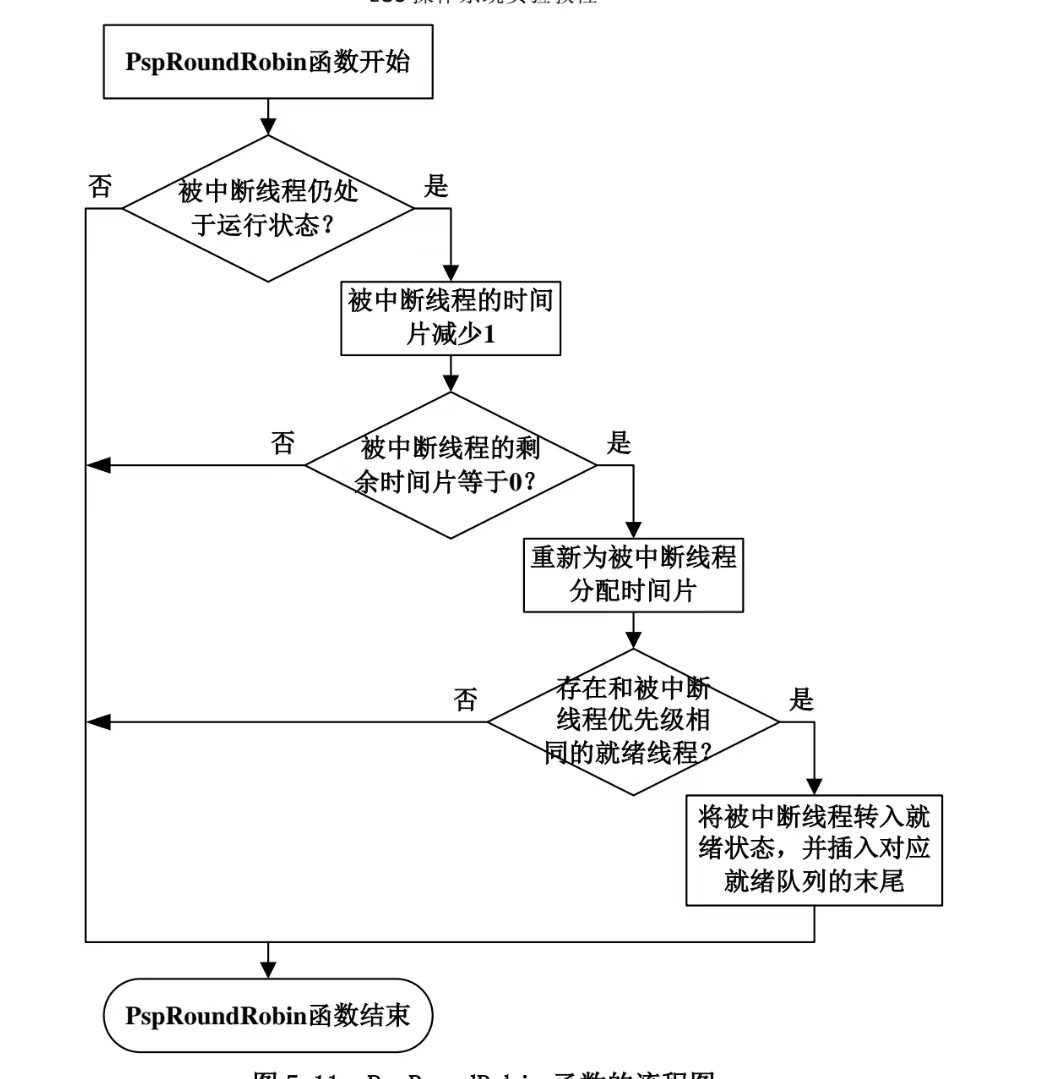 PspRoundRobin函数开始
否
是
被中断线程仍处
于运行状态？
被中断线程的时间
片减少1
否
是
被中断线程的剩
余时间片等于0？
重新为被中断线程
分配时间片
否
是
存在和被中断
线程优先级相
同的就绪线程？
将被中断线程转入就
绪状态，并插入对应
就绪队列的末尾
PspRoundRobin函数结束